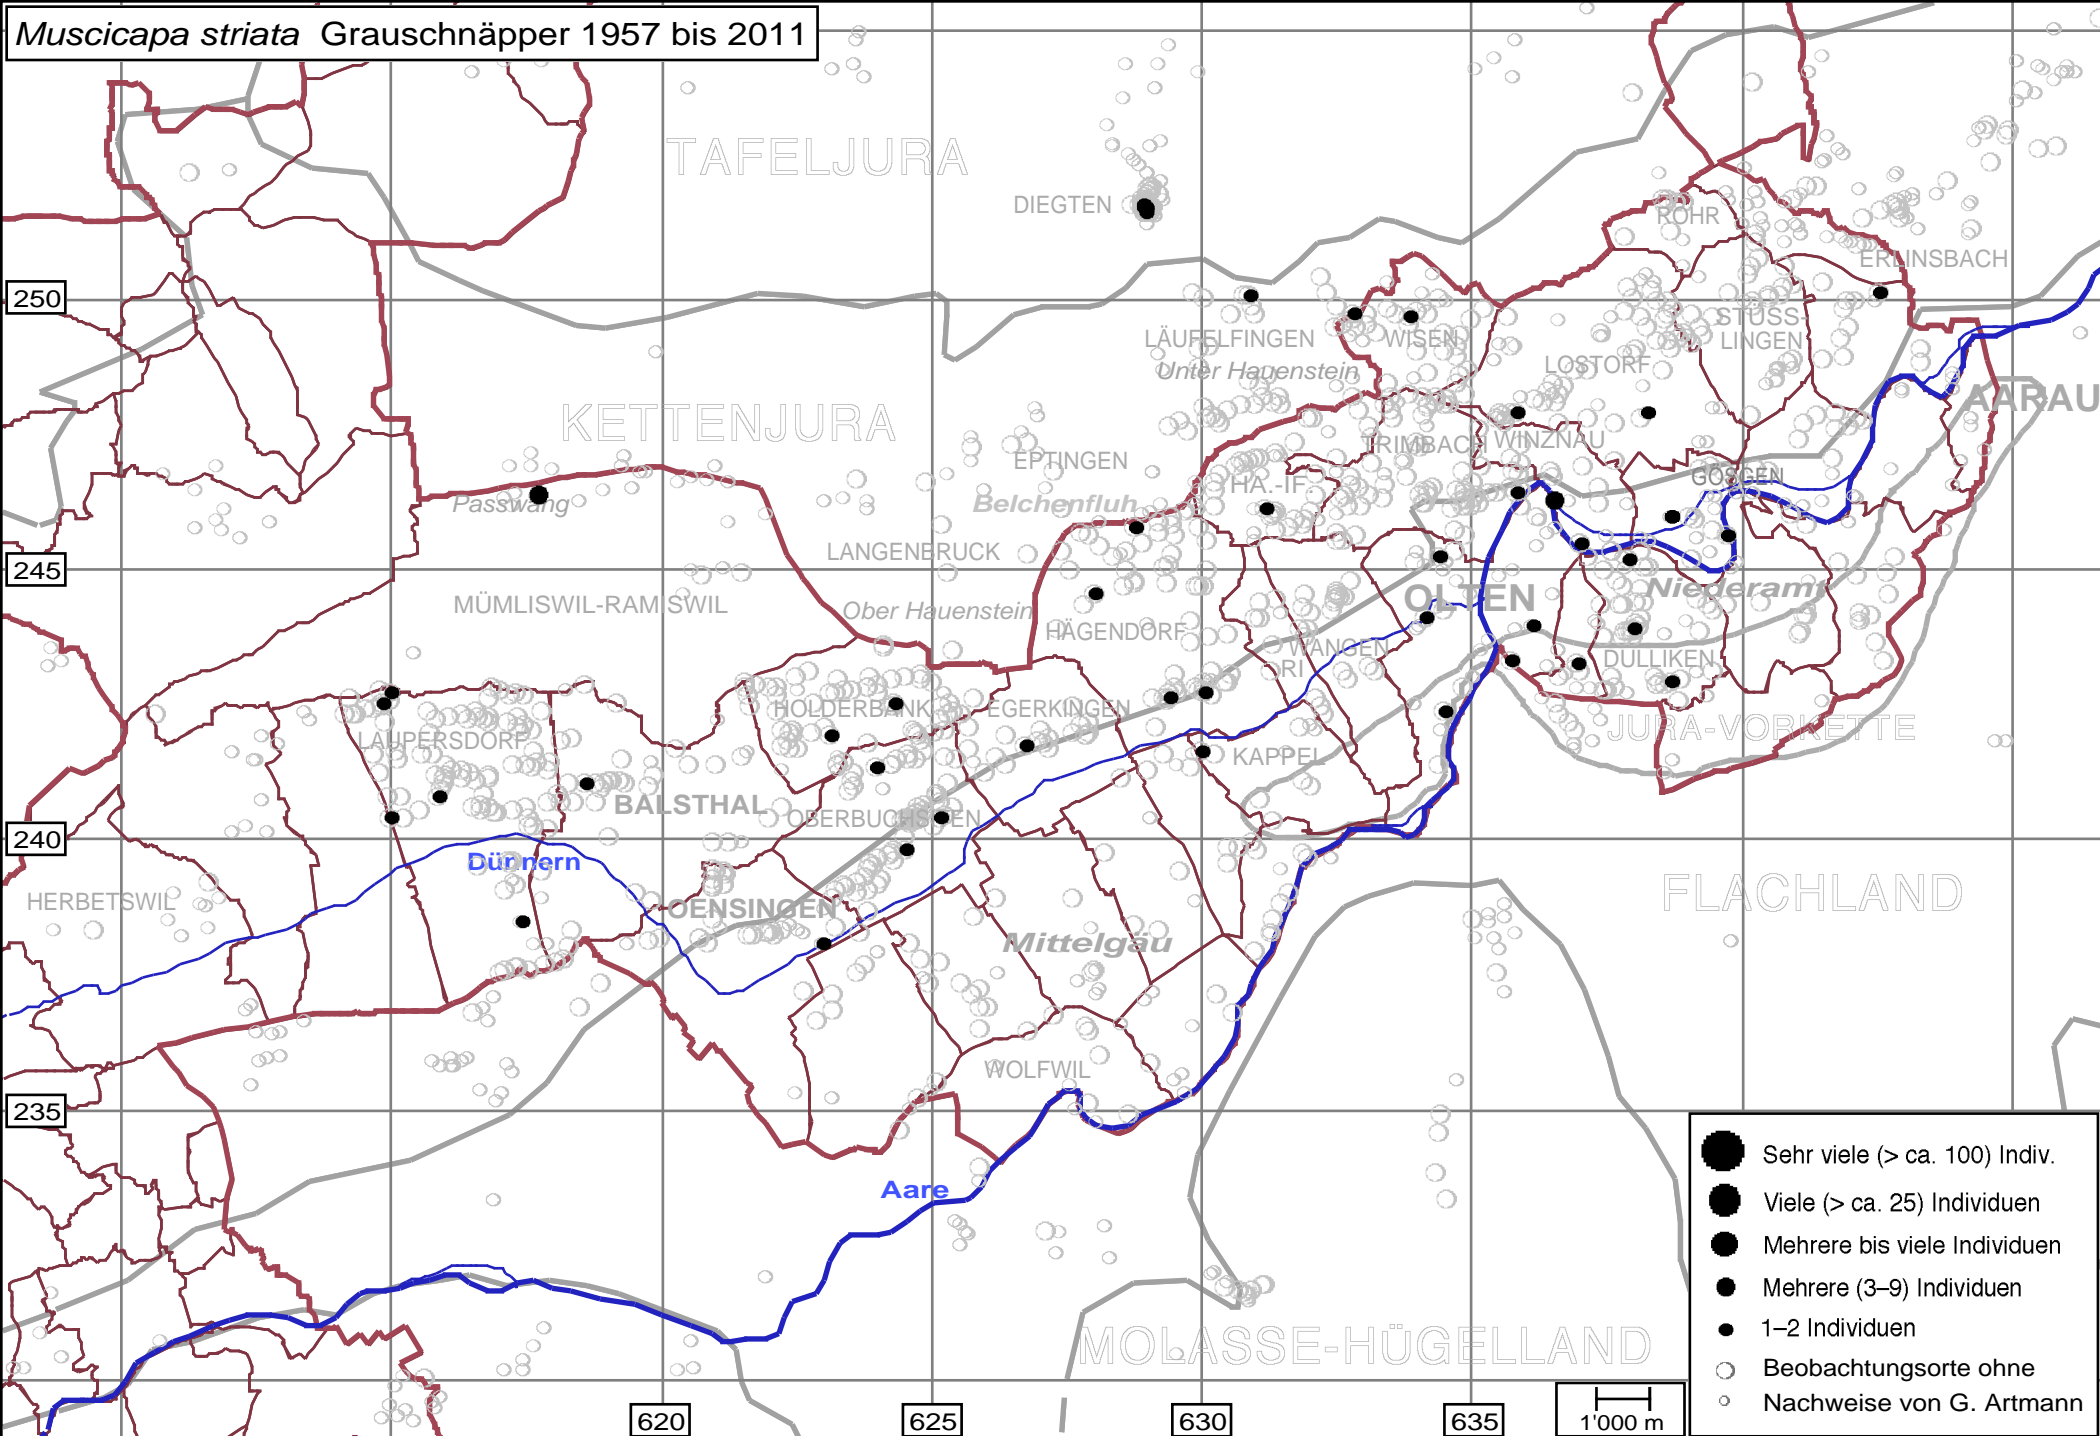 Muscicapa striata Grauschnäpper 1957 bis 2011
TAFELJURA
DIEGTEN
ROHR
ERLINSBACH
250
LÄUFELFINGEN
WISEN
STÜSS-
LINGEN
Unter Hauenstein
LOSTORF
AARAU
KETTENJURA
TRIMBACH
WINZNAU
EPTINGEN
GÖSGEN
HA.-IF.
Passwang
Belchenfluh
LANGENBRUCK
245
MÜMLISWIL-RAMISWIL
Ober Hauenstein
OLTEN
Niederamt
HÄGENDORF
WANGEN
RI
DULLIKEN
HOLDERBANK
EGERKINGEN
JURA-VORKETTE
LAUPERSDORF
KAPPEL
BALSTHAL
OBERBUCHSITEN
240
Dünnern
HERBETSWIL
OENSINGEN
FLACHLAND
Mittelgäu
WOLFWIL
235
Aare
MOLASSE-HÜGELLAND
620
625
630
635
1'000 m
Sehr viele (> ca. 100) Indiv.
Viele (> ca. 25) Individuen
Mehrere bis viele Individuen
Mehrere (3–9) Individuen
1–2 Individuen
Beobachtungsorte ohne
Nachweise von G. Artmann